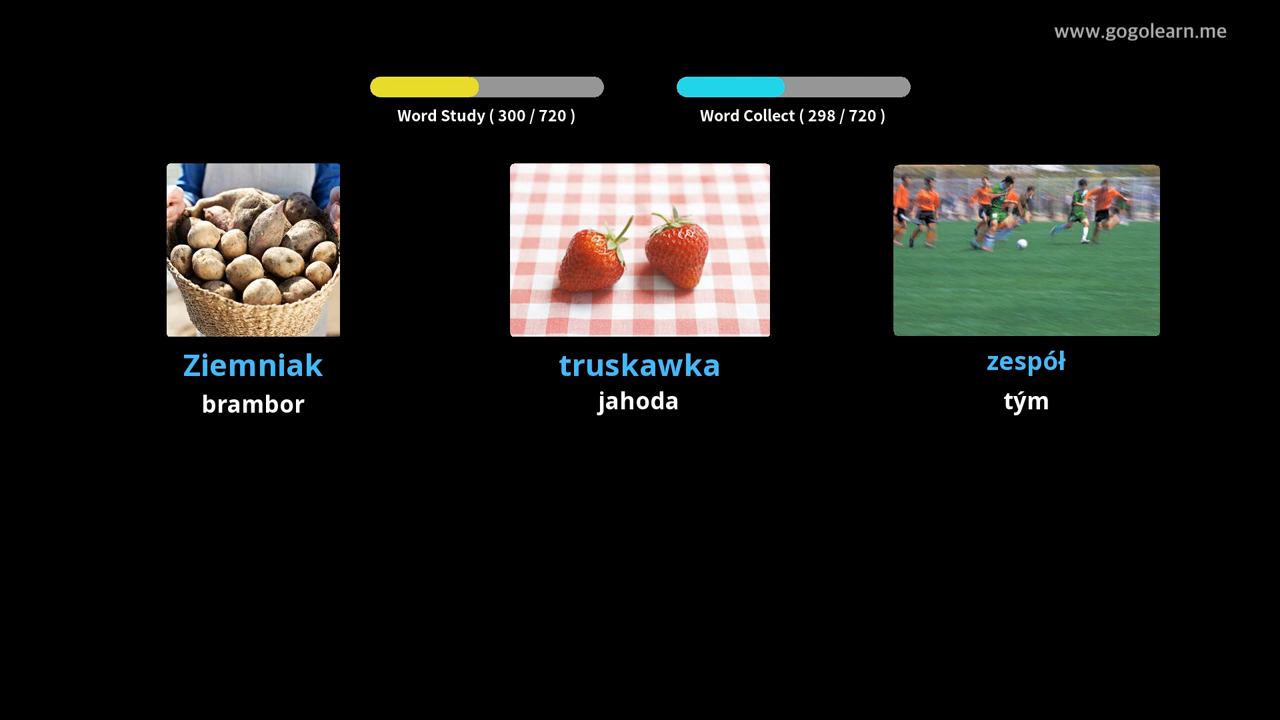 www.gogolearn.me
Word Study ( 300 / 720 )
Word Collect ( 298 / 720 )
Ziemniak
brambor
truskawka
jahoda
zespół
tým